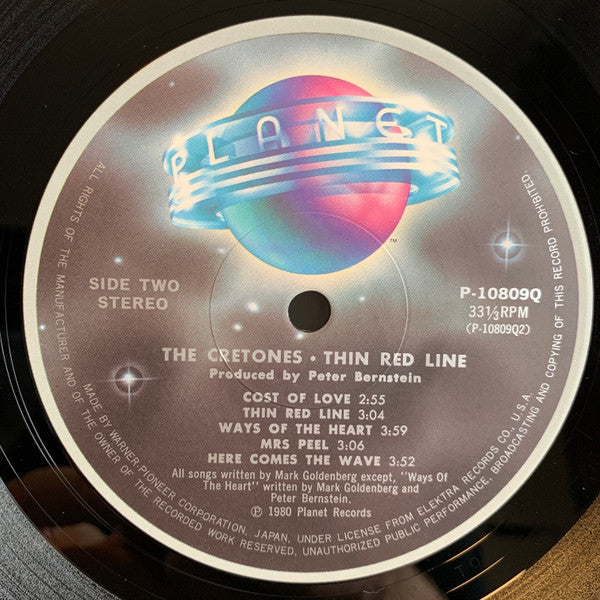 PLANET
™
SIDE TWO
STEREO
P-10809Q
33⅓RPM
(P-10809Q2)
THE CRETONES • THIN RED LINE
Produced by Peter Bernstein
COST OF LOVE 2:55
THIN RED LINE 3:04
WAYS OF THE HEART 3:59
MRS PEEL 3:06
HERE COMES THE WAVE 3:52
All songs written by Mark Goldenberg except, "Ways Of
The Heart" written by Mark Goldenberg and
Peter Bernstein.
Ⓟ 1980 Planet Records
MADE BY WARNER-PIONEER CORPORATION, JAPAN, UNDER LICENSE FROM ELEKTRA RECORDS CO., U.S.A.
ALL RIGHTS OF THE MANUFACTURER AND OF THE OWNER OF THE RECORDED WORK RESERVED, UNAUTHORIZED PUBLIC PERFORMANCE, BROADCASTING AND COPYING OF THIS RECORD PROHIBITED.